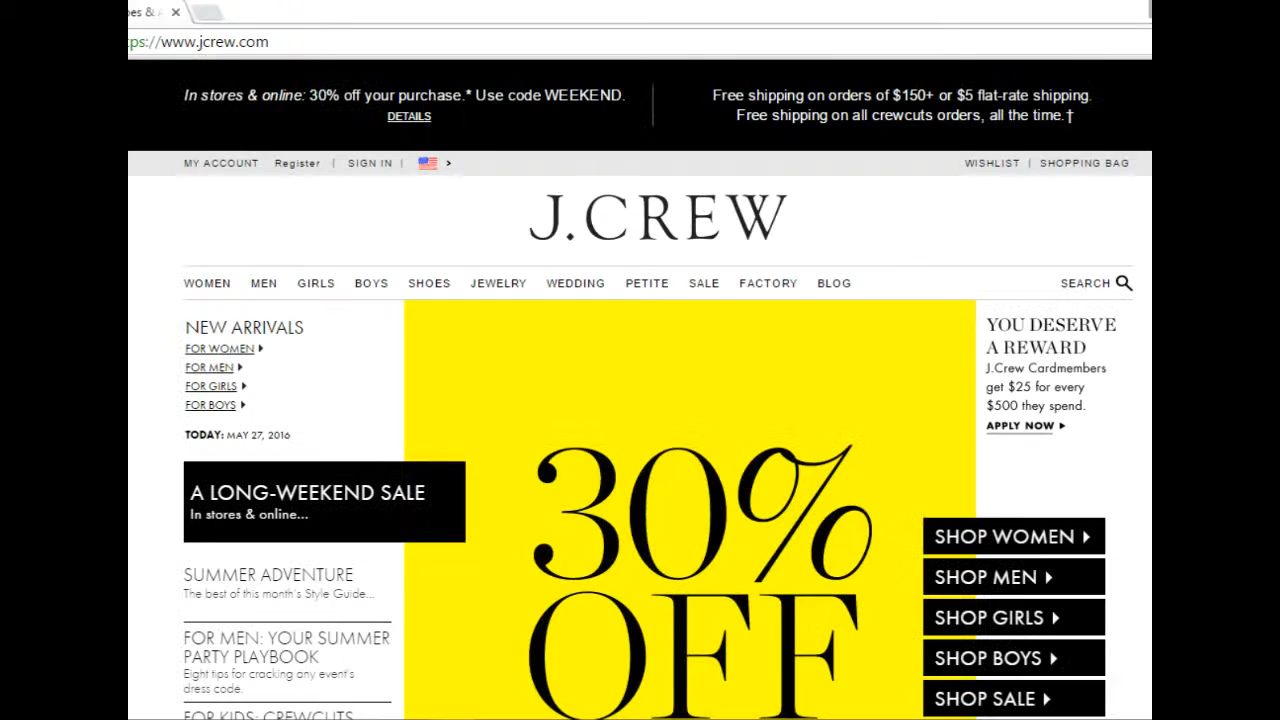 https://www.jcrew.com
In stores & online: 30% off your purchase.* Use code WEEKEND.
DETAILS
Free shipping on orders of $150+ or $5 flat-rate shipping.
Free shipping on all crewcuts orders, all the time.†
MY ACCOUNT Register | SIGN IN |
WISHLIST | SHOPPING BAG
J.CREW
WOMEN MEN GIRLS BOYS SHOES JEWELRY WEDDING PETITE SALE FACTORY BLOG SEARCH
NEW ARRIVALS
FOR WOMEN
FOR MEN
FOR GIRLS
FOR BOYS
TODAY: MAY 27, 2016
A LONG-WEEKEND SALE
In stores & online...
SUMMER ADVENTURE
The best of this month's Style Guide...
FOR MEN: YOUR SUMMER
PARTY PLAYBOOK
Eight tips for cracking any event's
dress code.
FOR KIDS: CREWCUTS
30%
OFF
YOU DESERVE
A REWARD
J.Crew Cardmembers
get $25 for every
$500 they spend.
APPLY NOW
SHOP WOMEN
SHOP MEN
SHOP GIRLS
SHOP BOYS
SHOP SALE